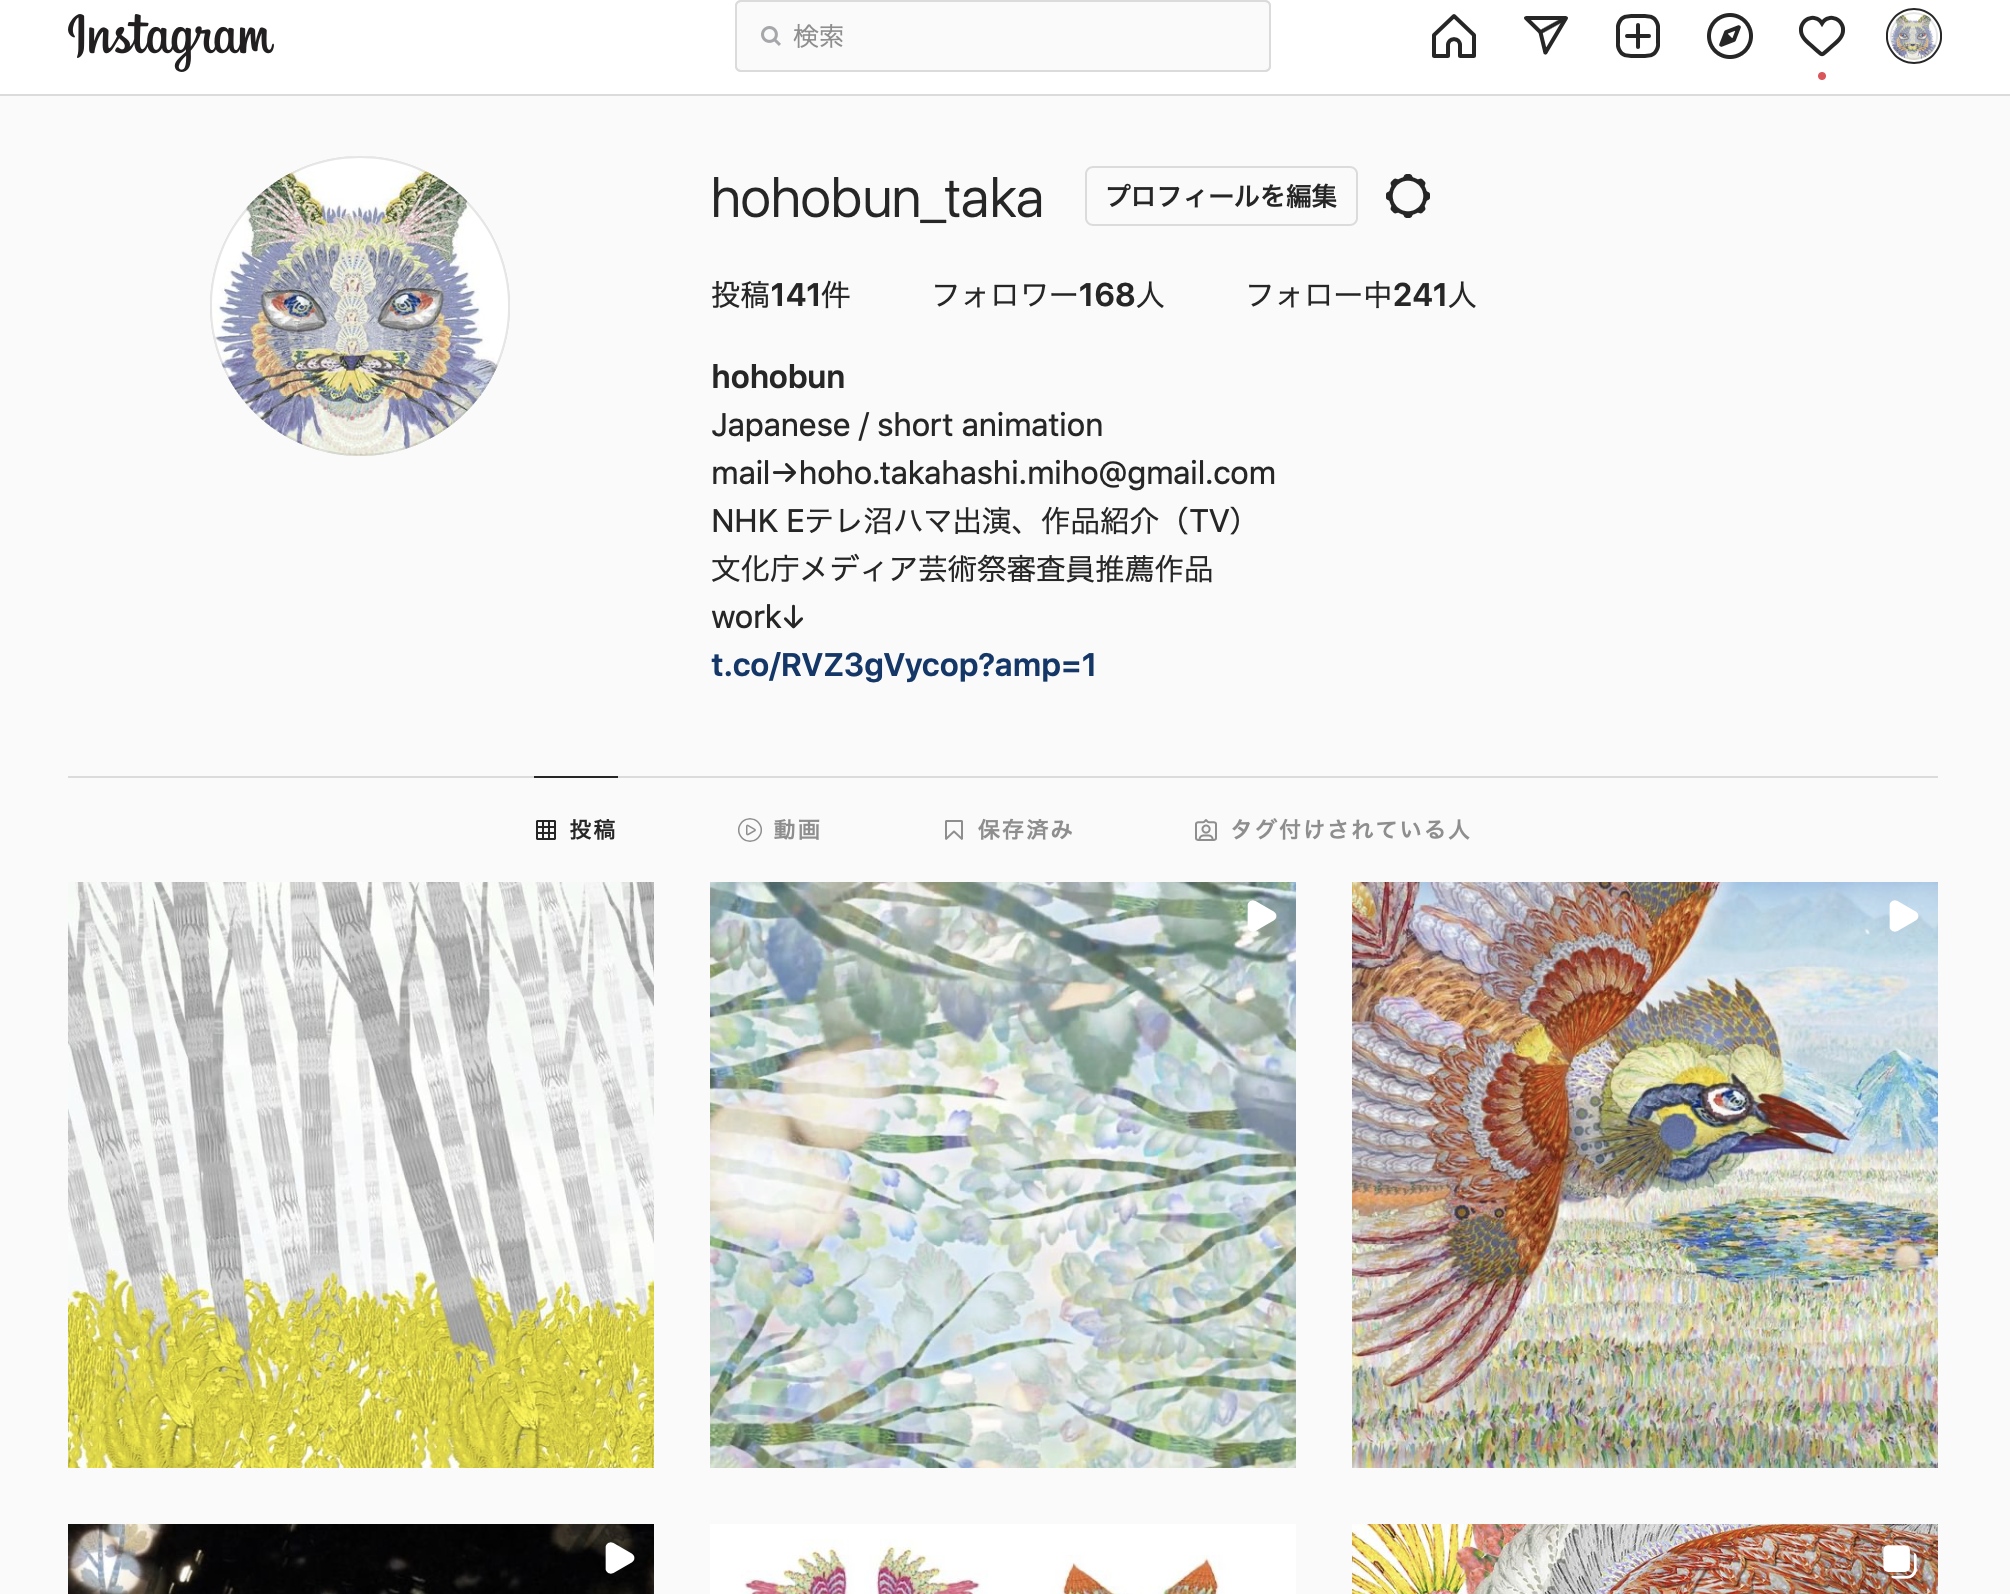 Instagram
検索
hohobun_taka プロフィールを編集
投稿141件 フォロワー168人 フォロー中241人
hohobun
Japanese / short animation
mail→hoho.takahashi.miho@gmail.com
NHK Eテレ沼ハマ出演、作品紹介（TV）
文化庁メディア芸術祭審査員推薦作品
work↓
t.co/RVZ3gVycop?amp=1
投稿 動画 保存済み タグ付けされている人